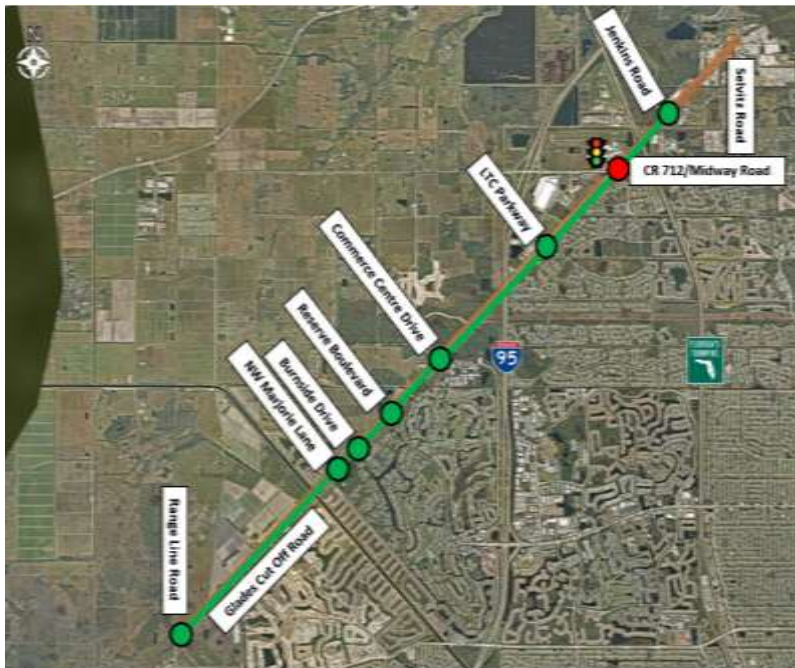 N
Jenkins Road
Selvitz Road
CR 712/Midway Road
LTC Parkway
Commerce Centre Drive
Reserve Boulevard
Burnside Drive
NW Marjorie Lane
95
Range Line Road
Glades Cut Off Road